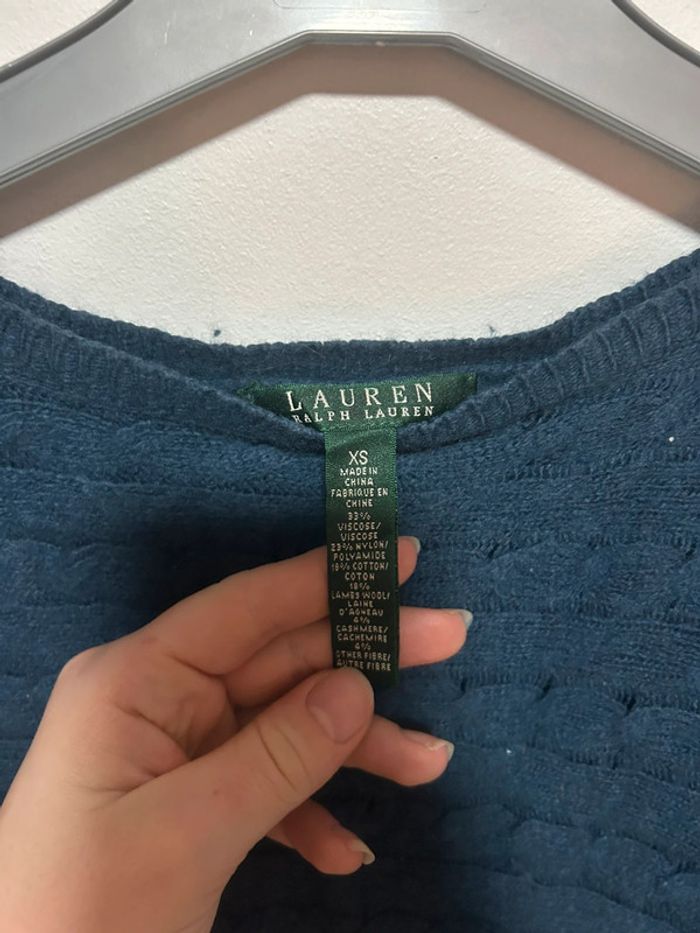 LAUREN
RALPH LAUREN
XS
MADE IN
CHINA
FABRIQUE EN
CHINE
33%
VISCOSE/
VISCOSE
23% NYLON/
POLYAMIDE
18% COTTON/
COTON
18%
LAMBS WOOL/
LAINE
D'AGNEAU
4%
CASHMERE/
CACHEMIRE
4%
OTHER FIBRE/
AUTRE FIBRE